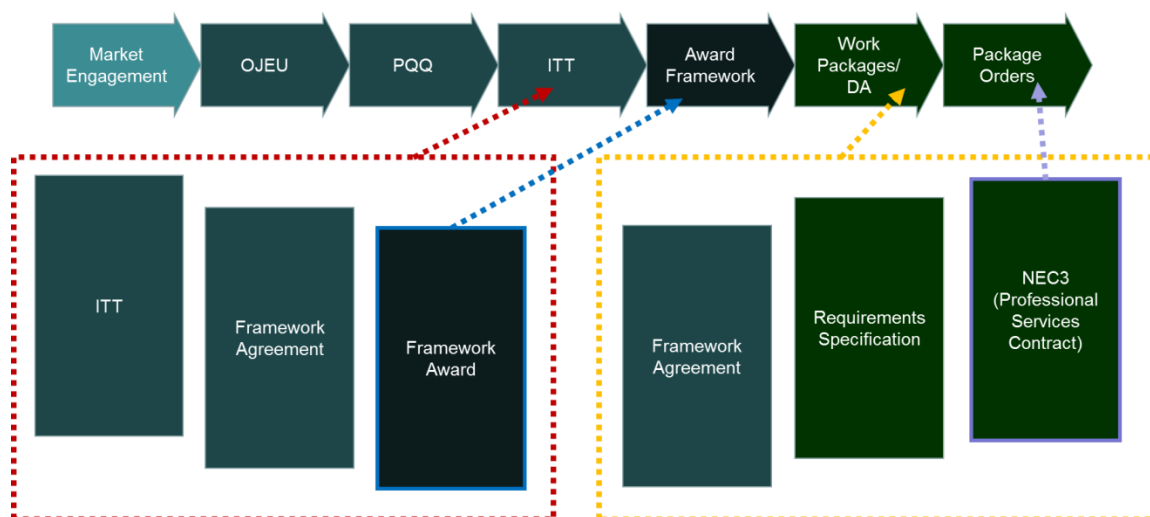 Market
Engagement
OJEU
PQQ
ITT
Award
Framework
Work
Packages/
DA
Package
Orders
ITT
Framework
Agreement
Framework
Award
Framework
Agreement
Requirements
Specification
NEC3
(Professional
Services
Contract)